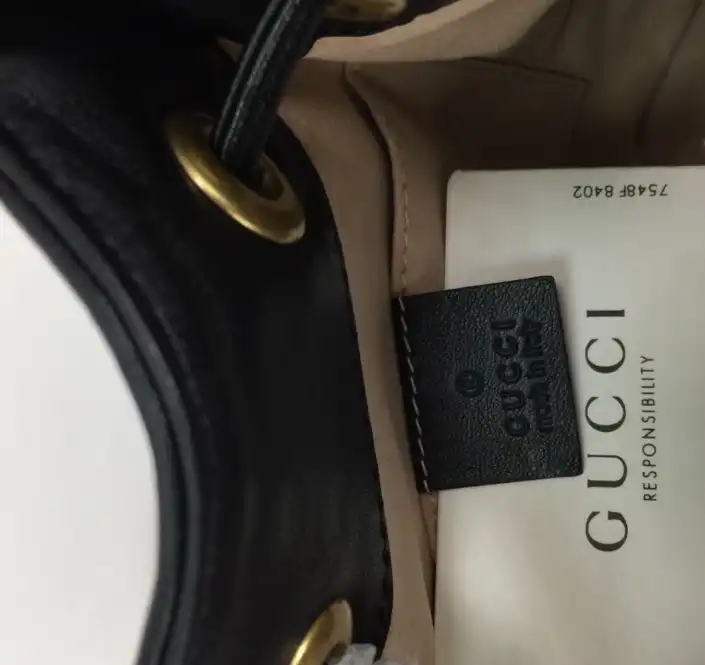 7548F 8402
®
GUCCI
made in italy
GUCCI
RESPONSIBILITY